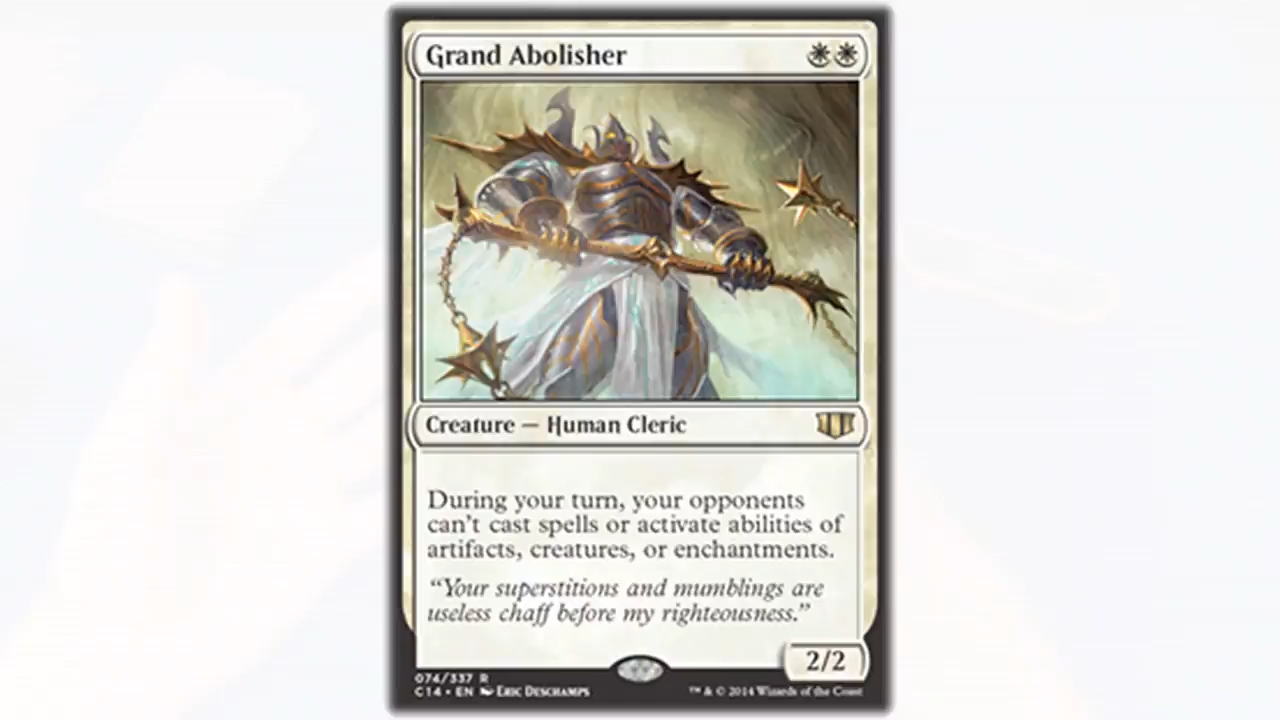 Grand Abolisher
Creature — Human Cleric
During your turn, your opponents
can't cast spells or activate abilities of
artifacts, creatures, or enchantments.
“Your superstitions and mumblings are
useless chaff before my righteousness.”
2/2
074/337 R
C14 • EN Eric Deschamps
™ & © 2014 Wizards of the Coast